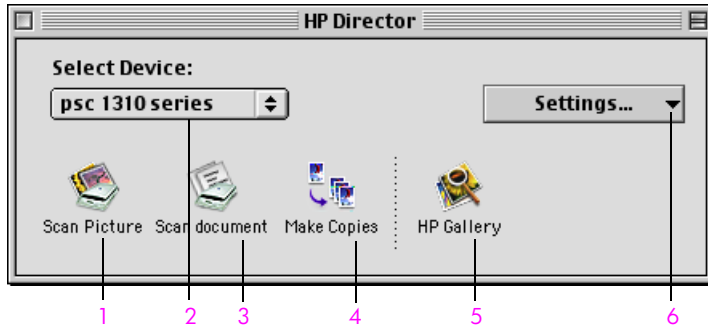 HP Director
Select Device:
psc 1310 series
Settings...
Scan Picture
Scan document
Make Copies
HP Gallery
1 2 3 4 5 6